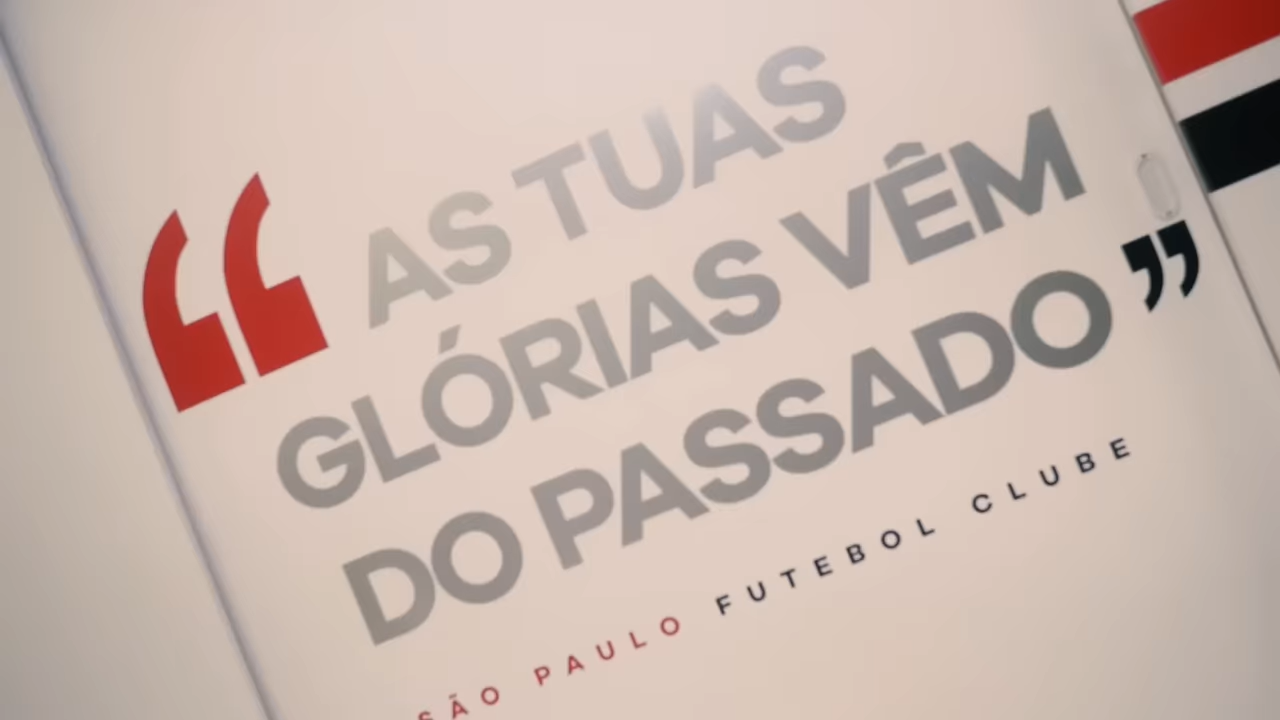 “AS TUAS
GLÓRIAS VÊM
DO PASSADO”
SÃO PAULO FUTEBOL CLUBE